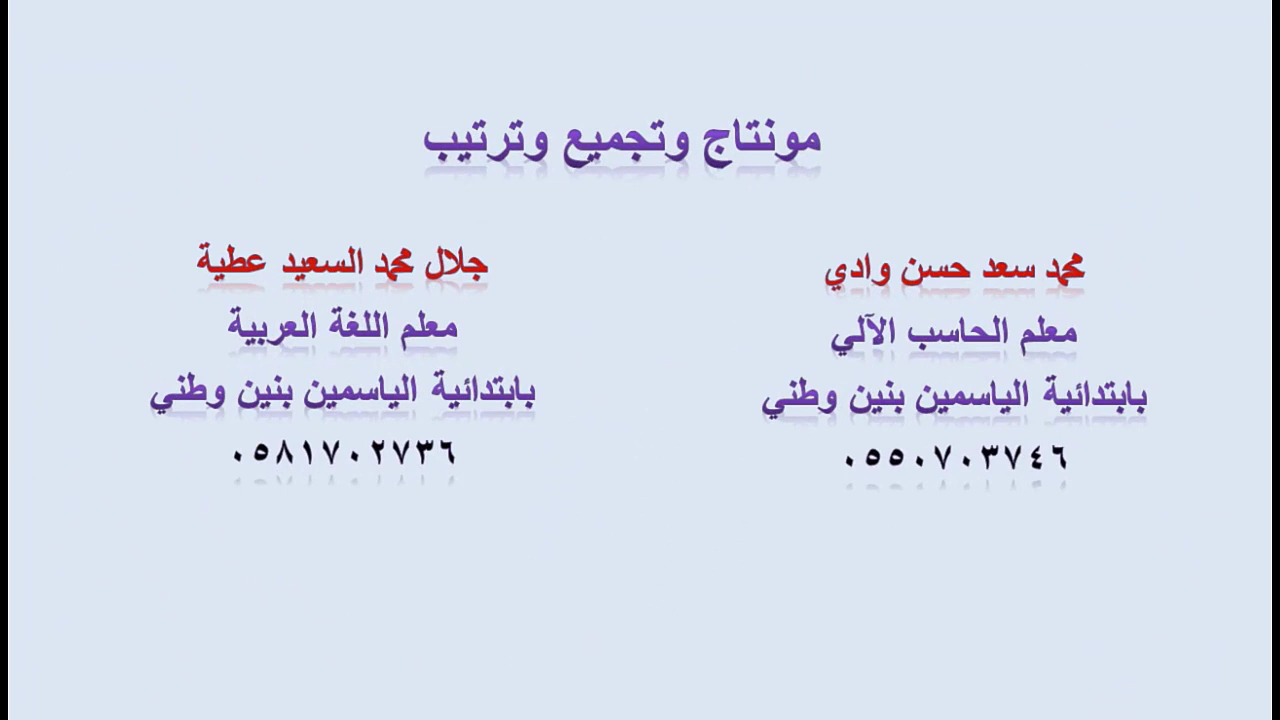 مونتاج وتجميع وترتيب
محمد سعد حسن وادي
معلم الحاسب الآلي
بابتدائية الياسمين بنين وطني
٠٥٥٠٧٠٣٧٤٦
جلال محمد السعيد عطية
معلم اللغة العربية
بابتدائية الياسمين بنين وطني
٠٥٨١٧٠٢٧٣٦